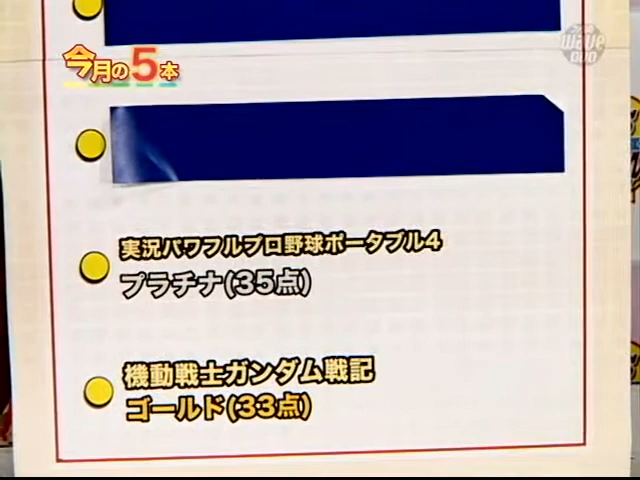 今月の5本
wave
DUO
実況パワフルプロ野球ポータブル4
プラチナ(35点)
機動戦士ガンダム戦記
ゴールド(33点)